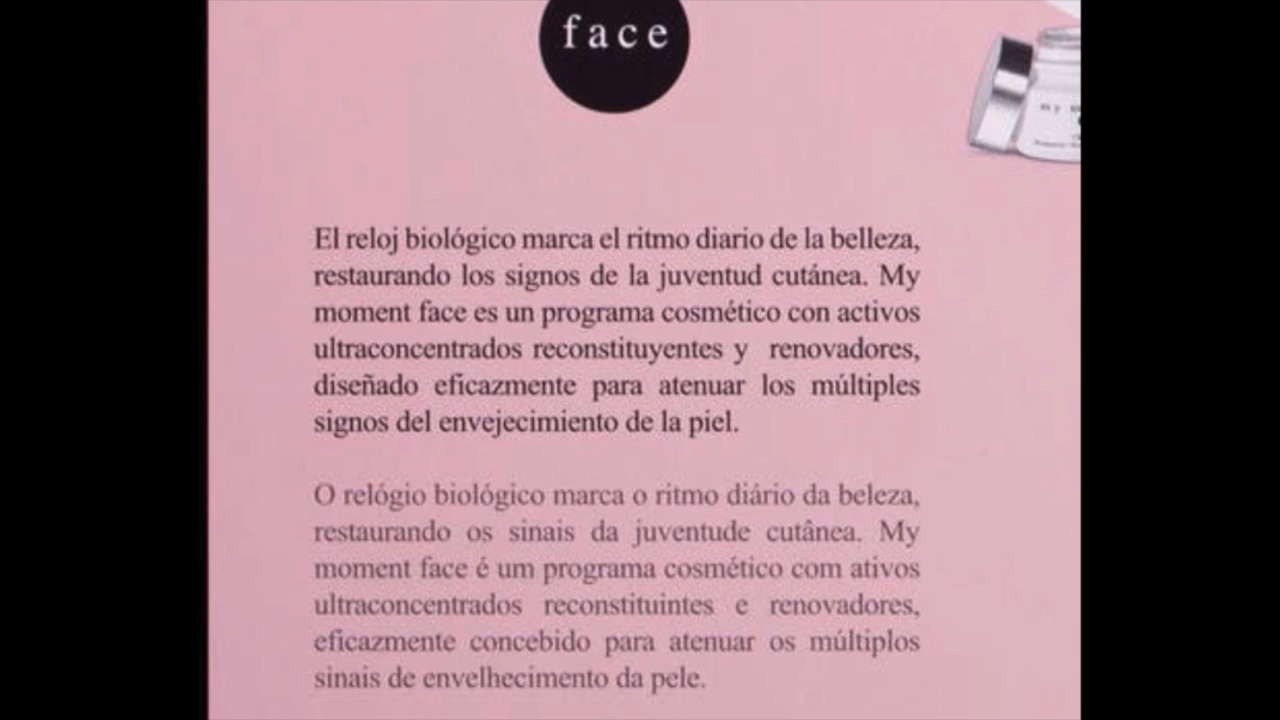 face
El reloj biológico marca el ritmo diario de la belleza,
restaurando los signos de la juventud cutánea. My
moment face es un programa cosmético con activos
ultraconcentrados reconstituyentes y renovadores,
diseñado eficazmente para atenuar los múltiples
signos del envejecimiento de la piel.
O relógio biológico marca o ritmo diário da beleza,
restaurando os sinais da juventude cutânea. My
moment face é um programa cosmético com ativos
ultraconcentrados reconstituintes e renovadores,
eficazmente concebido para atenuar os múltiplos
sinais de envelhecimento da pele.